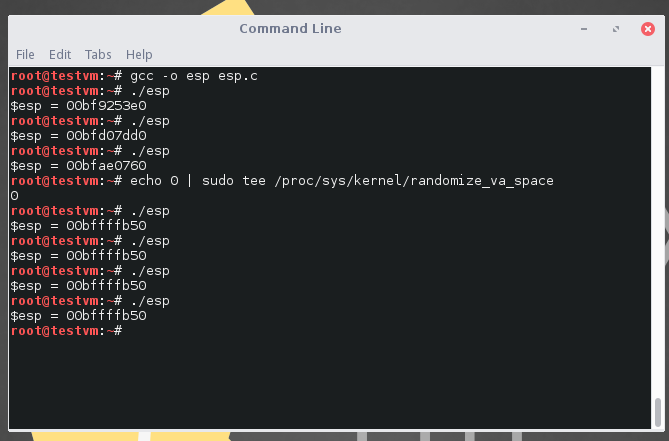 Command Line
File Edit Tabs Help
root@testvm:~# gcc -o esp esp.c
root@testvm:~# ./esp
$esp = 00bf9253e0
root@testvm:~# ./esp
$esp = 00bfd07dd0
root@testvm:~# ./esp
$esp = 00bfae0760
root@testvm:~# echo 0 | sudo tee /proc/sys/kernel/randomize_va_space
0
root@testvm:~# ./esp
$esp = 00bffffb50
root@testvm:~# ./esp
$esp = 00bffffb50
root@testvm:~# ./esp
$esp = 00bffffb50
root@testvm:~# ./esp
$esp = 00bffffb50
root@testvm:~#